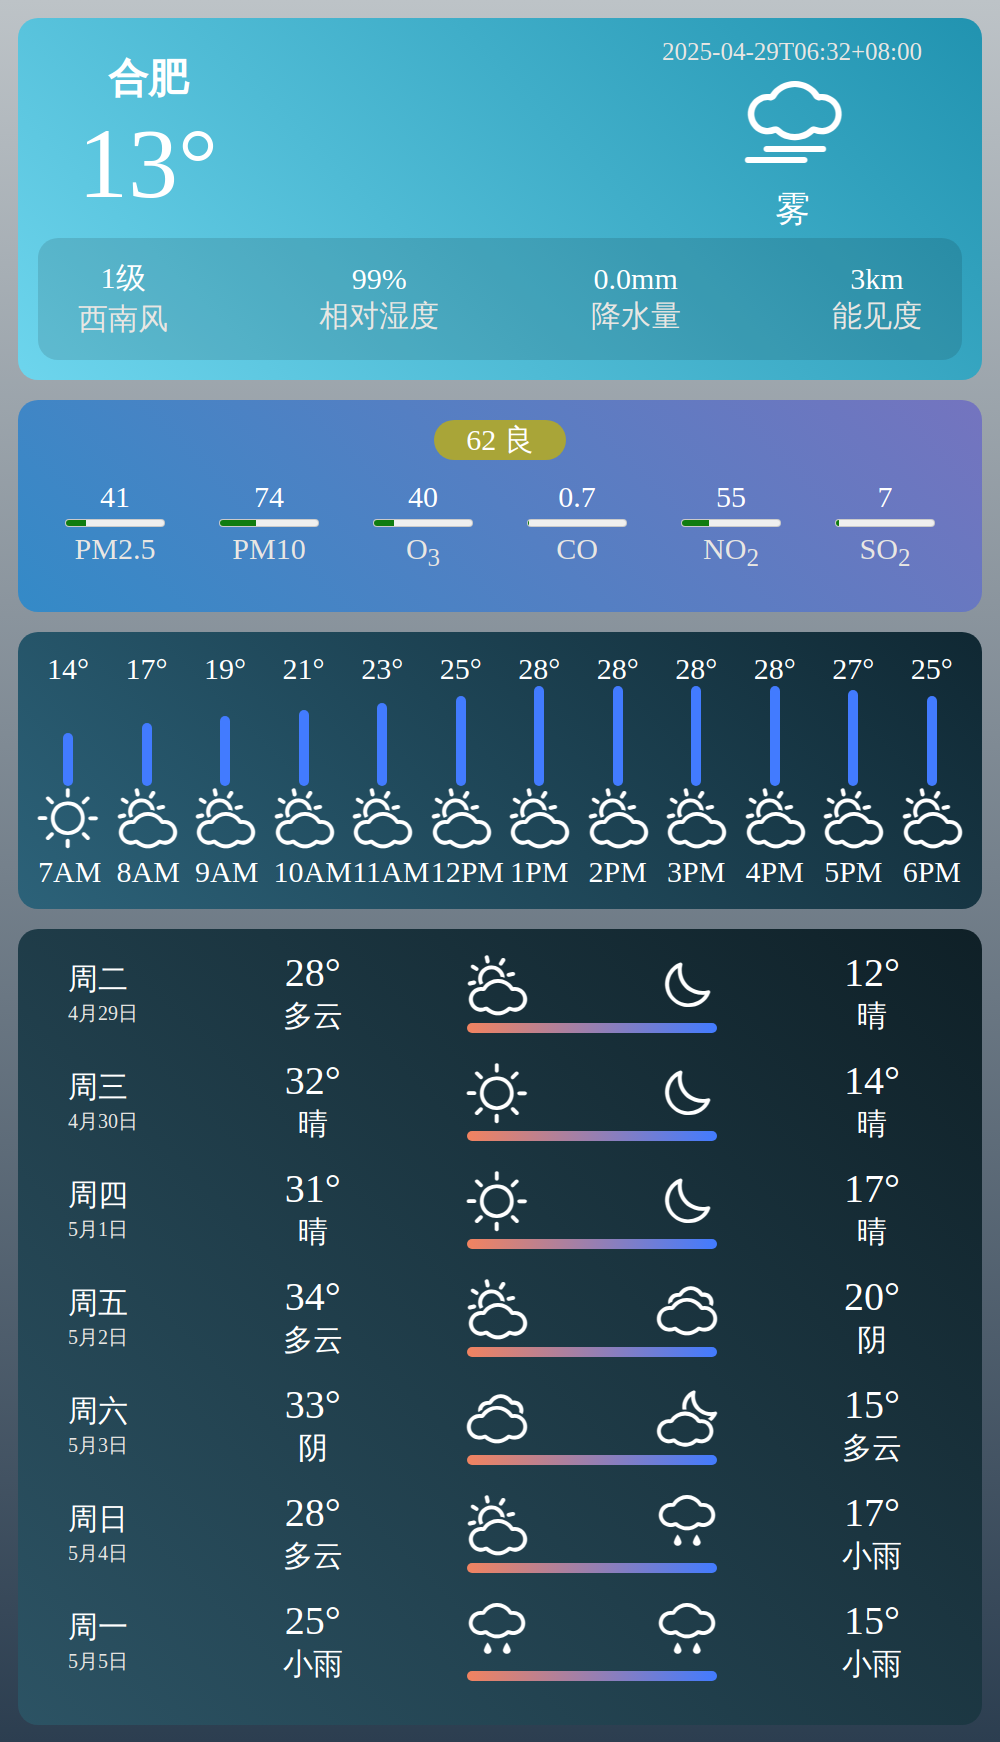 合肥
13°
2025-04-29T06:32+08:00
雾
1级 99% 0.0mm 3km
西南风 相对湿度 降水量 能见度
62 良
41 74 40 0.7 55 7
PM2.5 PM10 O3 CO NO2 SO2
14° 17° 19° 21° 23° 25° 28° 28° 28° 28° 27° 25°
7AM 8AM 9AM 10AM 11AM 12PM 1PM 2PM 3PM 4PM 5PM 6PM
周二 28° 12°
4月29日 多云 晴
周三 32° 14°
4月30日 晴 晴
周四 31° 17°
5月1日 晴 晴
周五 34° 20°
5月2日 多云 阴
周六 33° 15°
5月3日 阴 多云
周日 28° 17°
5月4日 多云 小雨
周一 25° 15°
5月5日 小雨 小雨